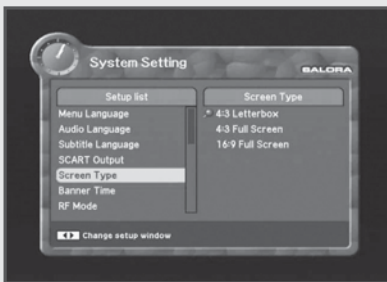 System Setting
SALORA
Setup list
Screen Type
Menu Language
Audio Language
Subtitle Language
SCART Output
Screen Type
Banner Time
RF Mode
4:3 Letterbox
4:3 Full Screen
16:9 Full Screen
Change setup window